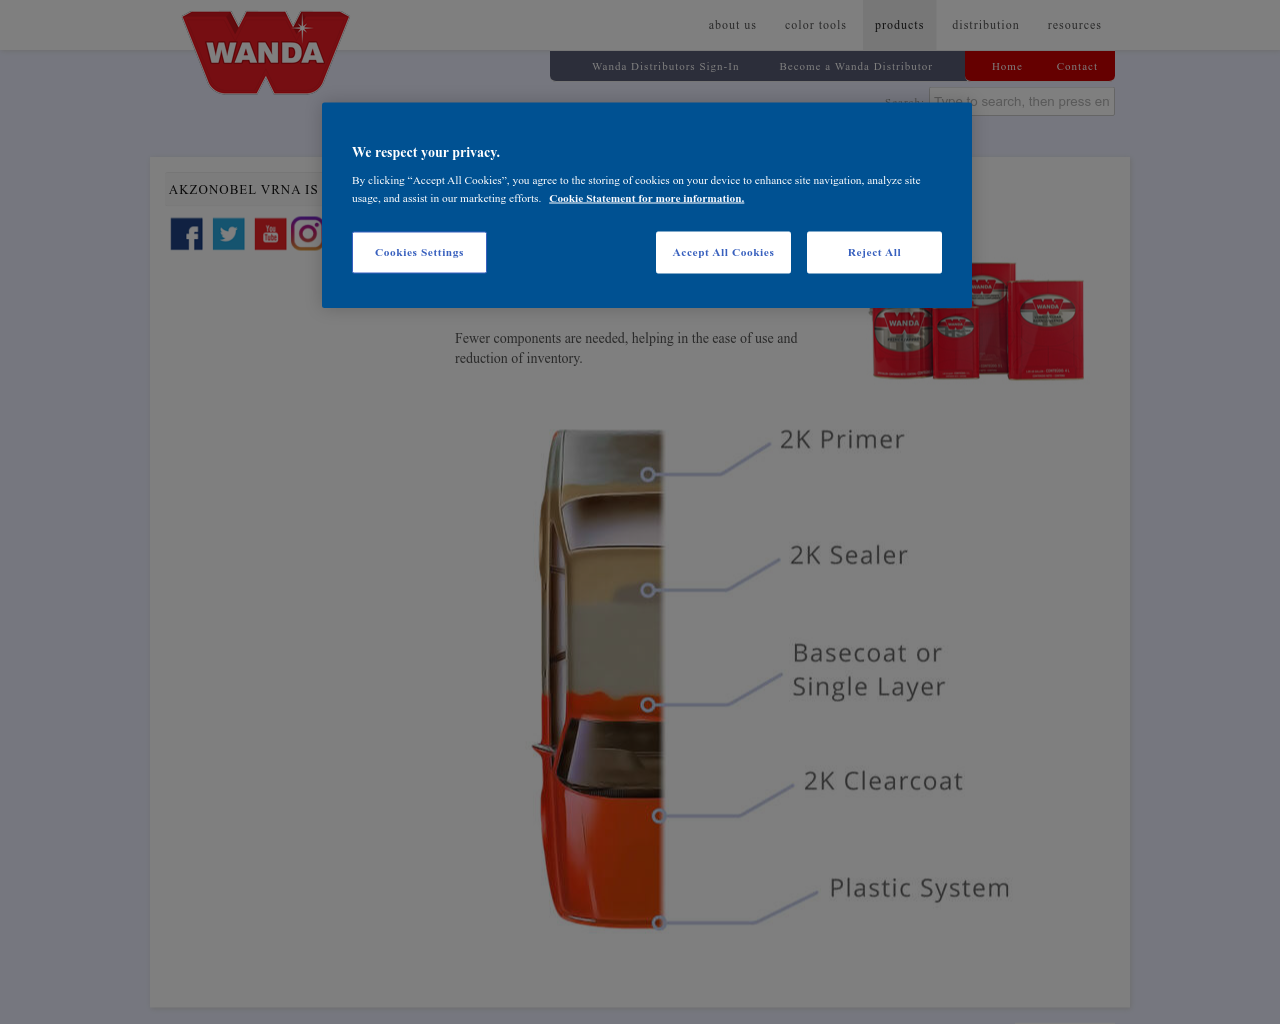 WANDA
about us
color tools
products
distribution
resources
Wanda Distributors Sign-In
Become a Wanda Distributor
Home
Contact
Search:
Type to search, then press en
We respect your privacy.
By clicking “Accept All Cookies”, you agree to the storing of cookies on your device to enhance site navigation, analyze site
usage, and assist in our marketing efforts. Cookie Statement for more information.
Cookies Settings
Accept All Cookies
Reject All
AKZONOBEL VRNA IS
You
Tube
WANDA
Fewer components are needed, helping in the ease of use and
reduction of inventory.
2K Primer
2K Sealer
Basecoat or
Single Layer
2K Clearcoat
Plastic System